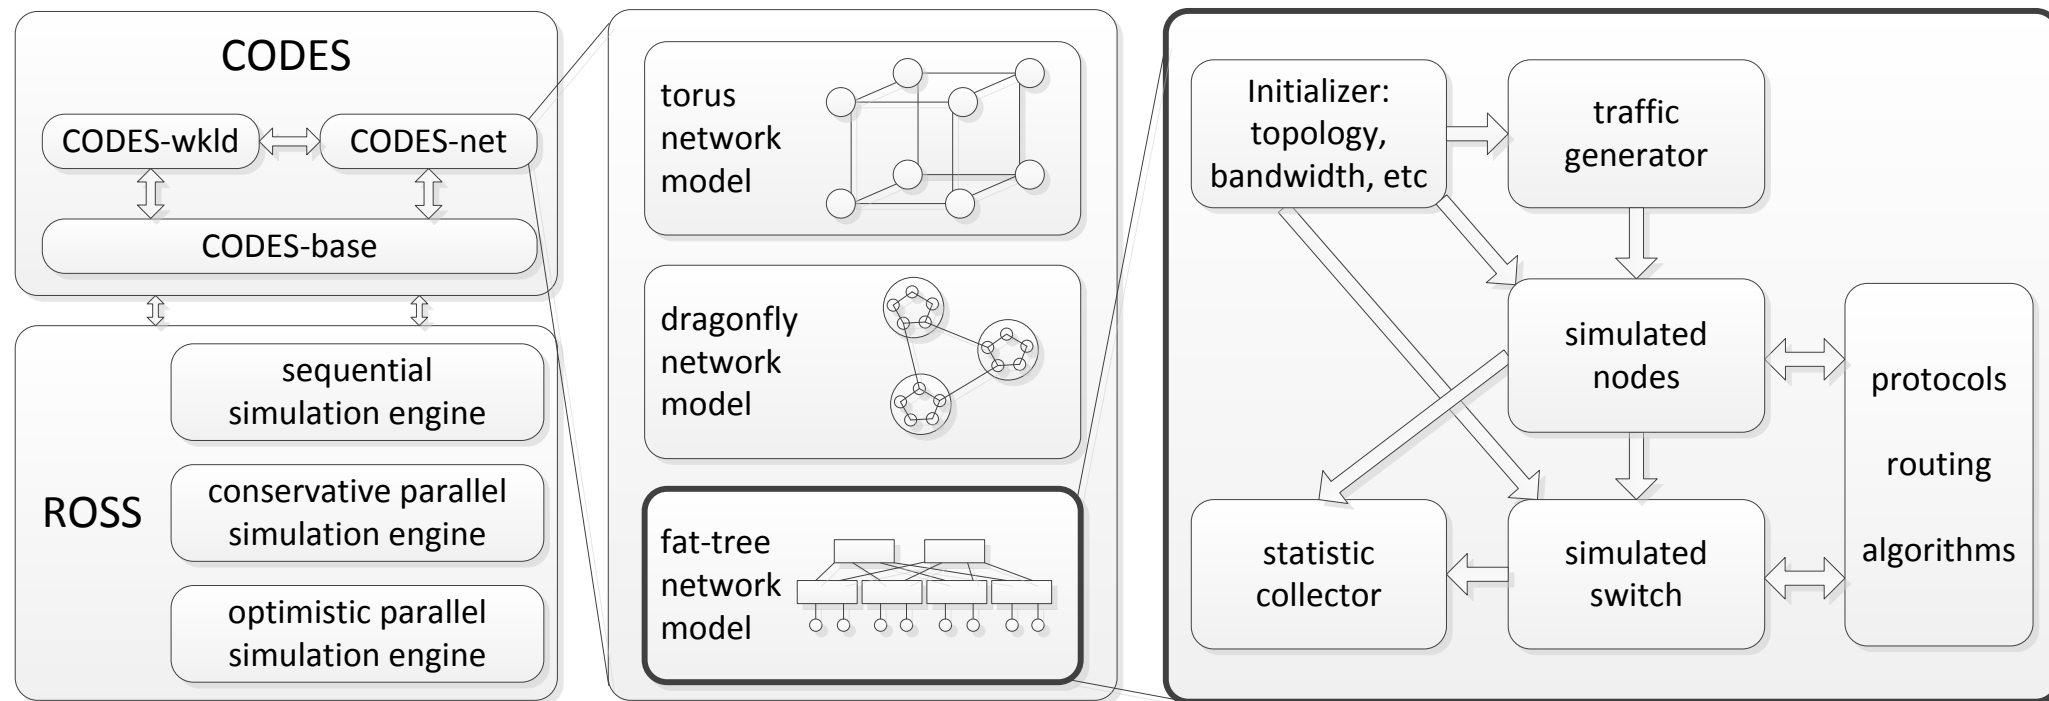 CODES
CODES-wkld
CODES-net
CODES-base
ROSS
sequential
simulation engine
conservative parallel
simulation engine
optimistic parallel
simulation engine
torus
network
model
dragonfly
network
model
fat-tree
network
model
Initializer:
topology,
bandwidth, etc
traffic
generator
simulated
nodes
protocols
routing
algorithms
statistic
collector
simulated
switch